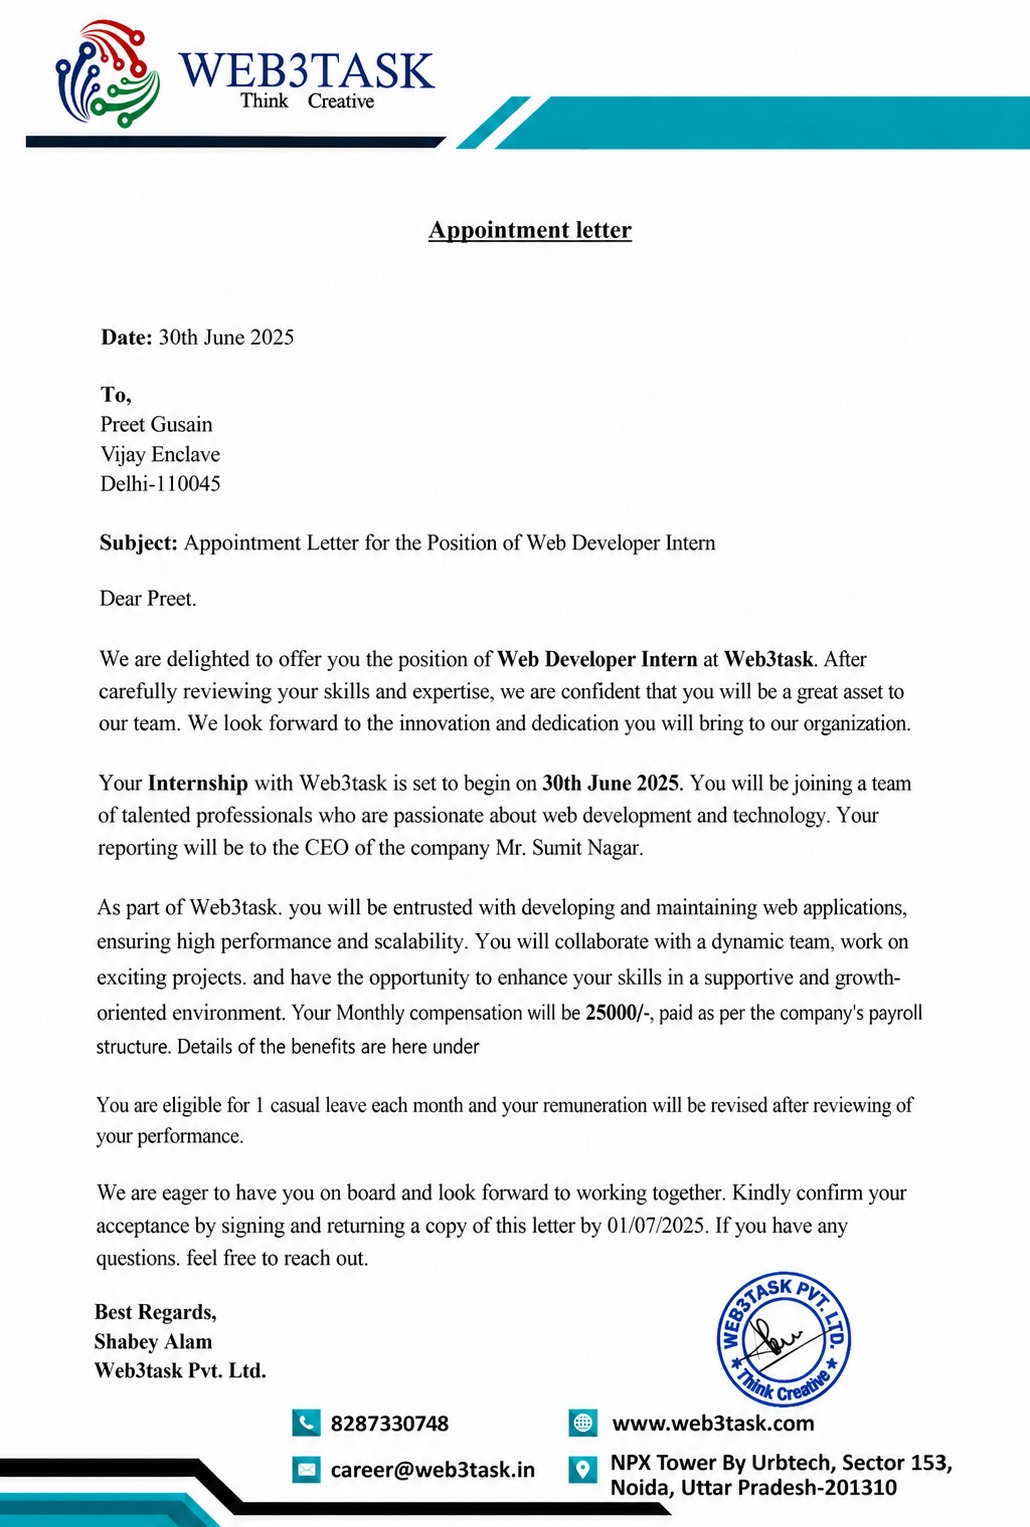 WEB3TASK
Think Creative
Appointment letter
Date: 30th June 2025
To,
Preet Gusain
Vijay Enclave
Delhi-110045
Subject: Appointment Letter for the Position of Web Developer Intern
Dear Preet.
We are delighted to offer you the position of Web Developer Intern at Web3task. After
carefully reviewing your skills and expertise, we are confident that you will be a great asset to
our team. We look forward to the innovation and dedication you will bring to our organization.
Your Internship with Web3task is set to begin on 30th June 2025. You will be joining a team
of talented professionals who are passionate about web development and technology. Your
reporting will be to the CEO of the company Mr. Sumit Nagar.
As part of Web3task. you will be entrusted with developing and maintaining web applications,
ensuring high performance and scalability. You will collaborate with a dynamic team, work on
exciting projects. and have the opportunity to enhance your skills in a supportive and growth-
oriented environment. Your Monthly compensation will be 25000/-, paid as per the company's payroll
structure. Details of the benefits are here under
You are eligible for 1 casual leave each month and your remuneration will be revised after reviewing of
your performance.
We are eager to have you on board and look forward to working together. Kindly confirm your
acceptance by signing and returning a copy of this letter by 01/07/2025. If you have any
questions. feel free to reach out.
Best Regards,
Shabey Alam
Web3task Pvt. Ltd.
WEB3TASK PVT. LTD.
Think Creative
8287330748
www.web3task.com
career@web3task.in
NPX Tower By Urbtech, Sector 153,
Noida, Uttar Pradesh-201310